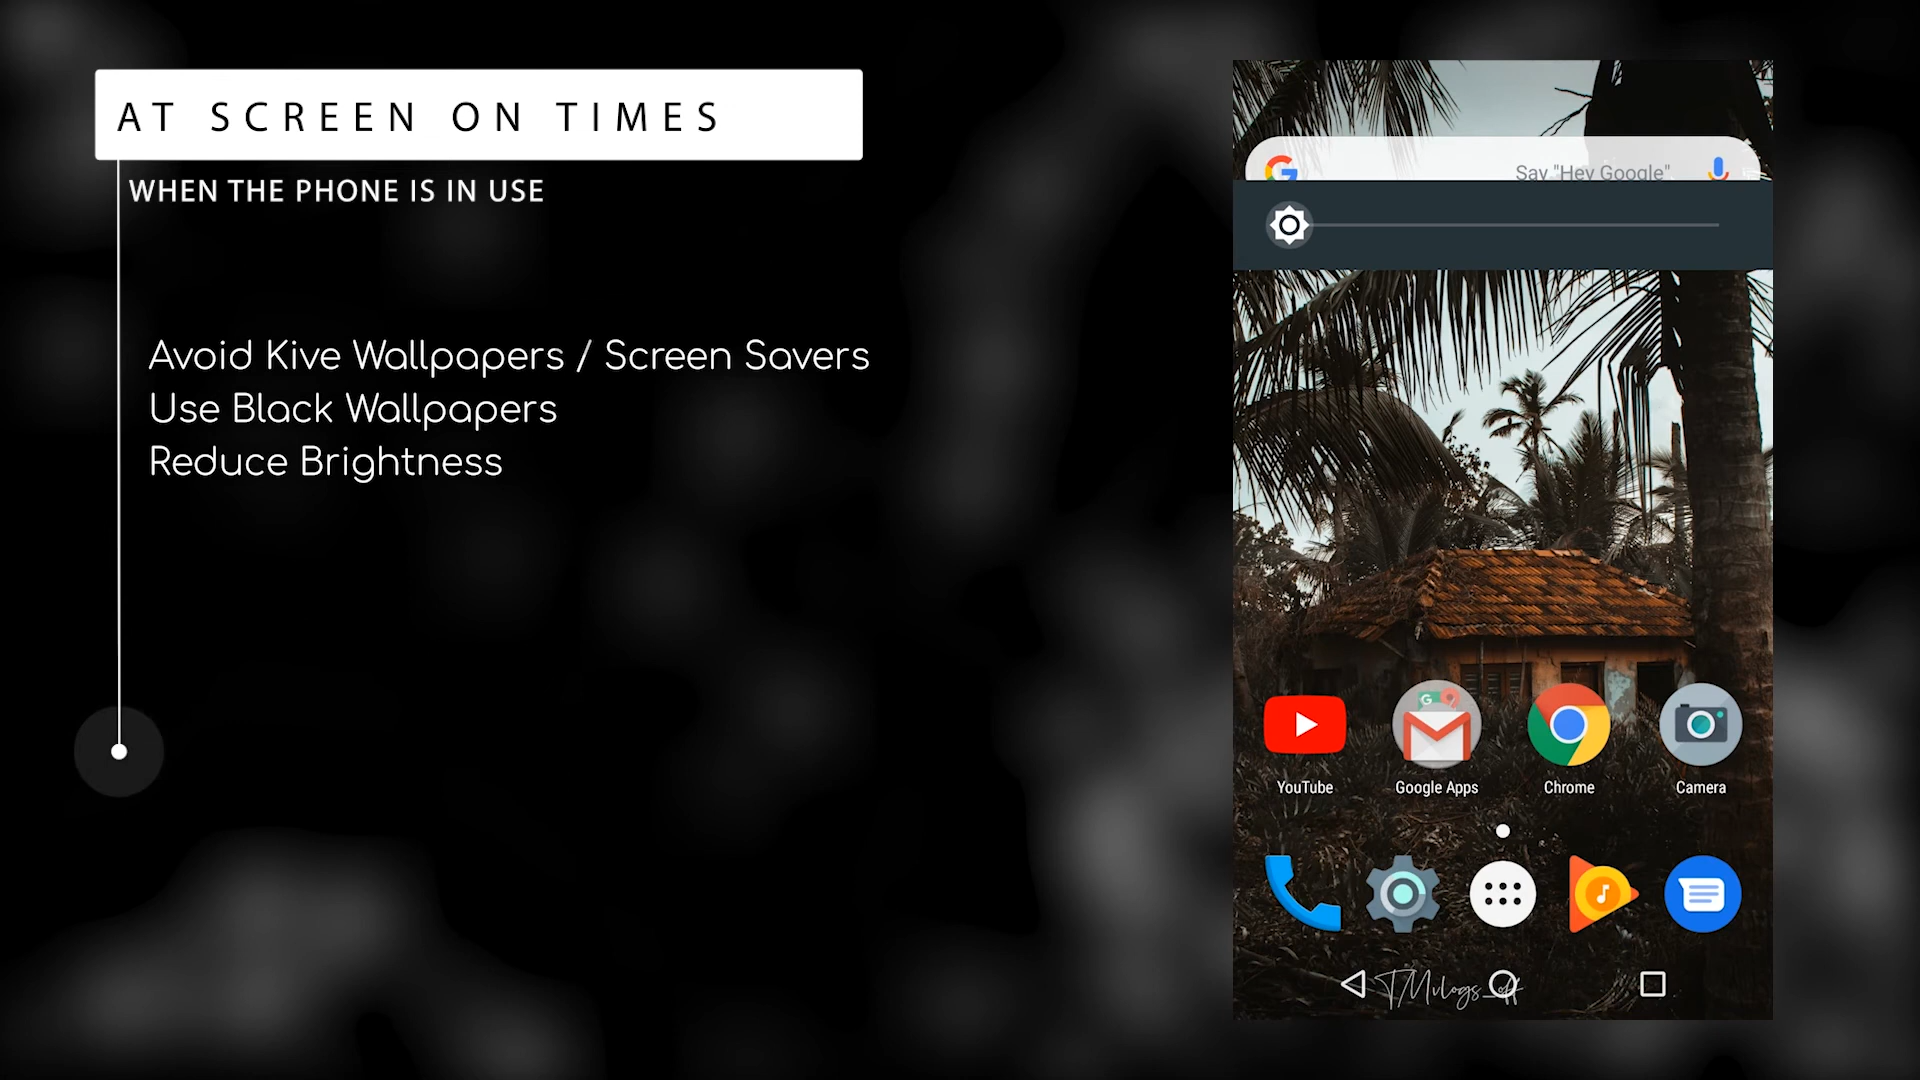 AT SCREEN ON TIMES
WHEN THE PHONE IS IN USE
Avoid Kive Wallpapers / Screen Savers
Use Black Wallpapers
Reduce Brightness
Say "Hey Google"
YouTube
Google Apps
Chrome
Camera
TMvlogs_off